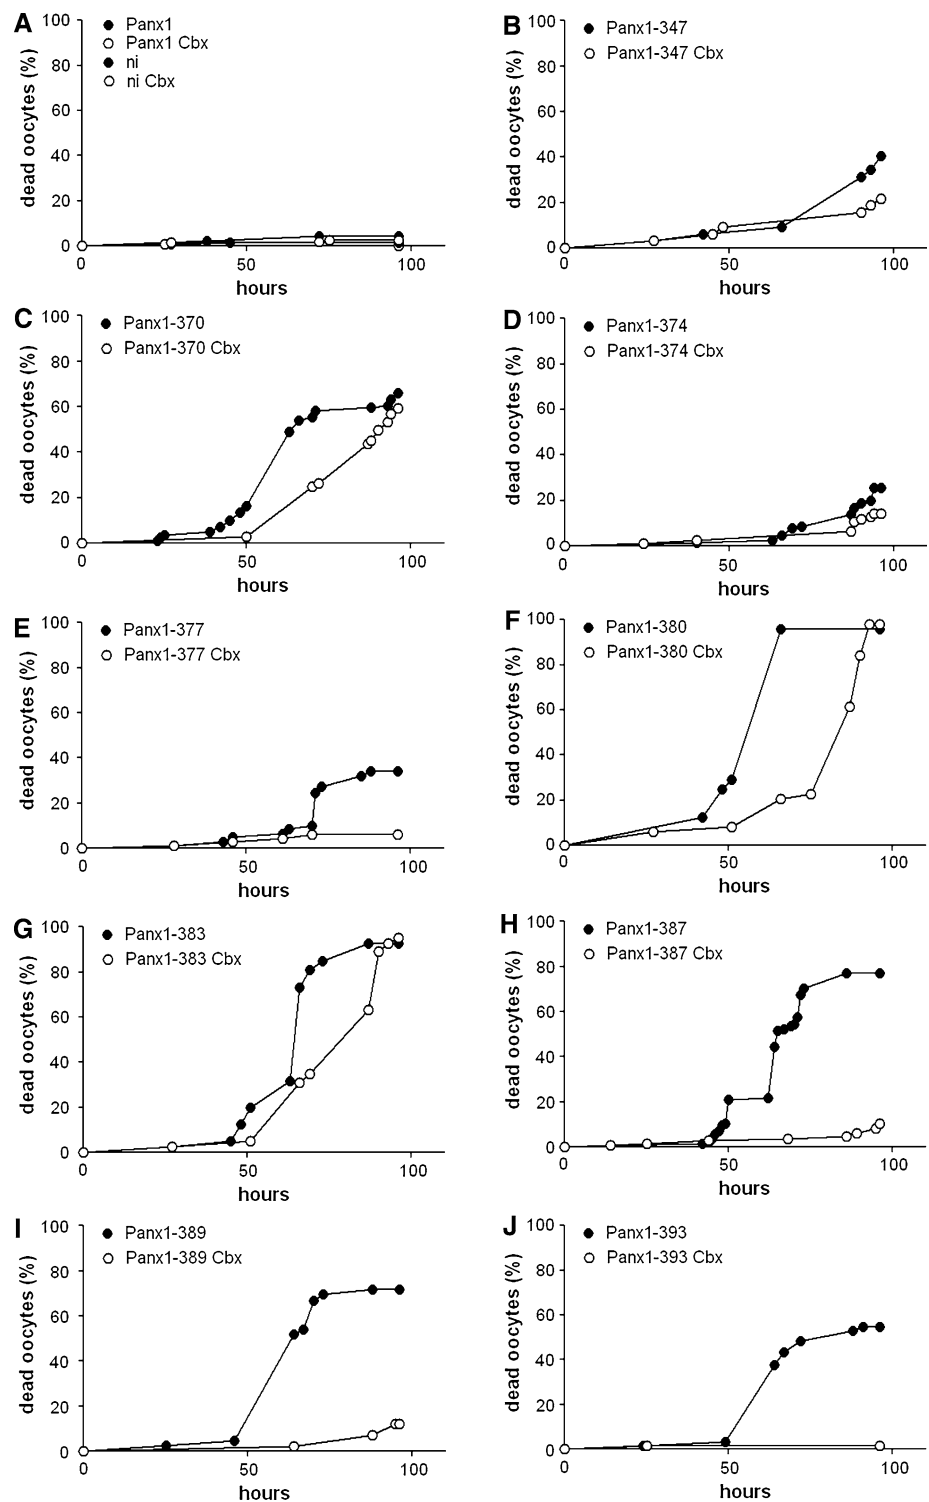 A
100
80
60
40
20
0
dead oocytes (%)
Panx1
Panx1 Cbx
ni
ni Cbx
0 50 100
hours
B
100
80
60
40
20
0
dead oocytes (%)
Panx1-347
Panx1-347 Cbx
0 50 100
hours
C
100
80
60
40
20
0
dead oocytes (%)
Panx1-370
Panx1-370 Cbx
0 50 100
hours
D
100
80
60
40
20
0
dead oocytes (%)
Panx1-374
Panx1-374 Cbx
0 50 100
hours
E
100
80
60
40
20
0
dead oocytes (%)
Panx1-377
Panx1-377 Cbx
0 50 100
hours
F
100
80
60
40
20
0
dead oocytes (%)
Panx1-380
Panx1-380 Cbx
0 50 100
hours
G
100
80
60
40
20
0
dead oocytes (%)
Panx1-383
Panx1-383 Cbx
0 50 100
hours
H
100
80
60
40
20
0
dead oocytes (%)
Panx1-387
Panx1-387 Cbx
0 50 100
hours
I
100
80
60
40
20
0
dead oocytes (%)
Panx1-389
Panx1-389 Cbx
0 50 100
hours
J
100
80
60
40
20
0
dead oocytes (%)
Panx1-393
Panx1-393 Cbx
0 50 100
hours